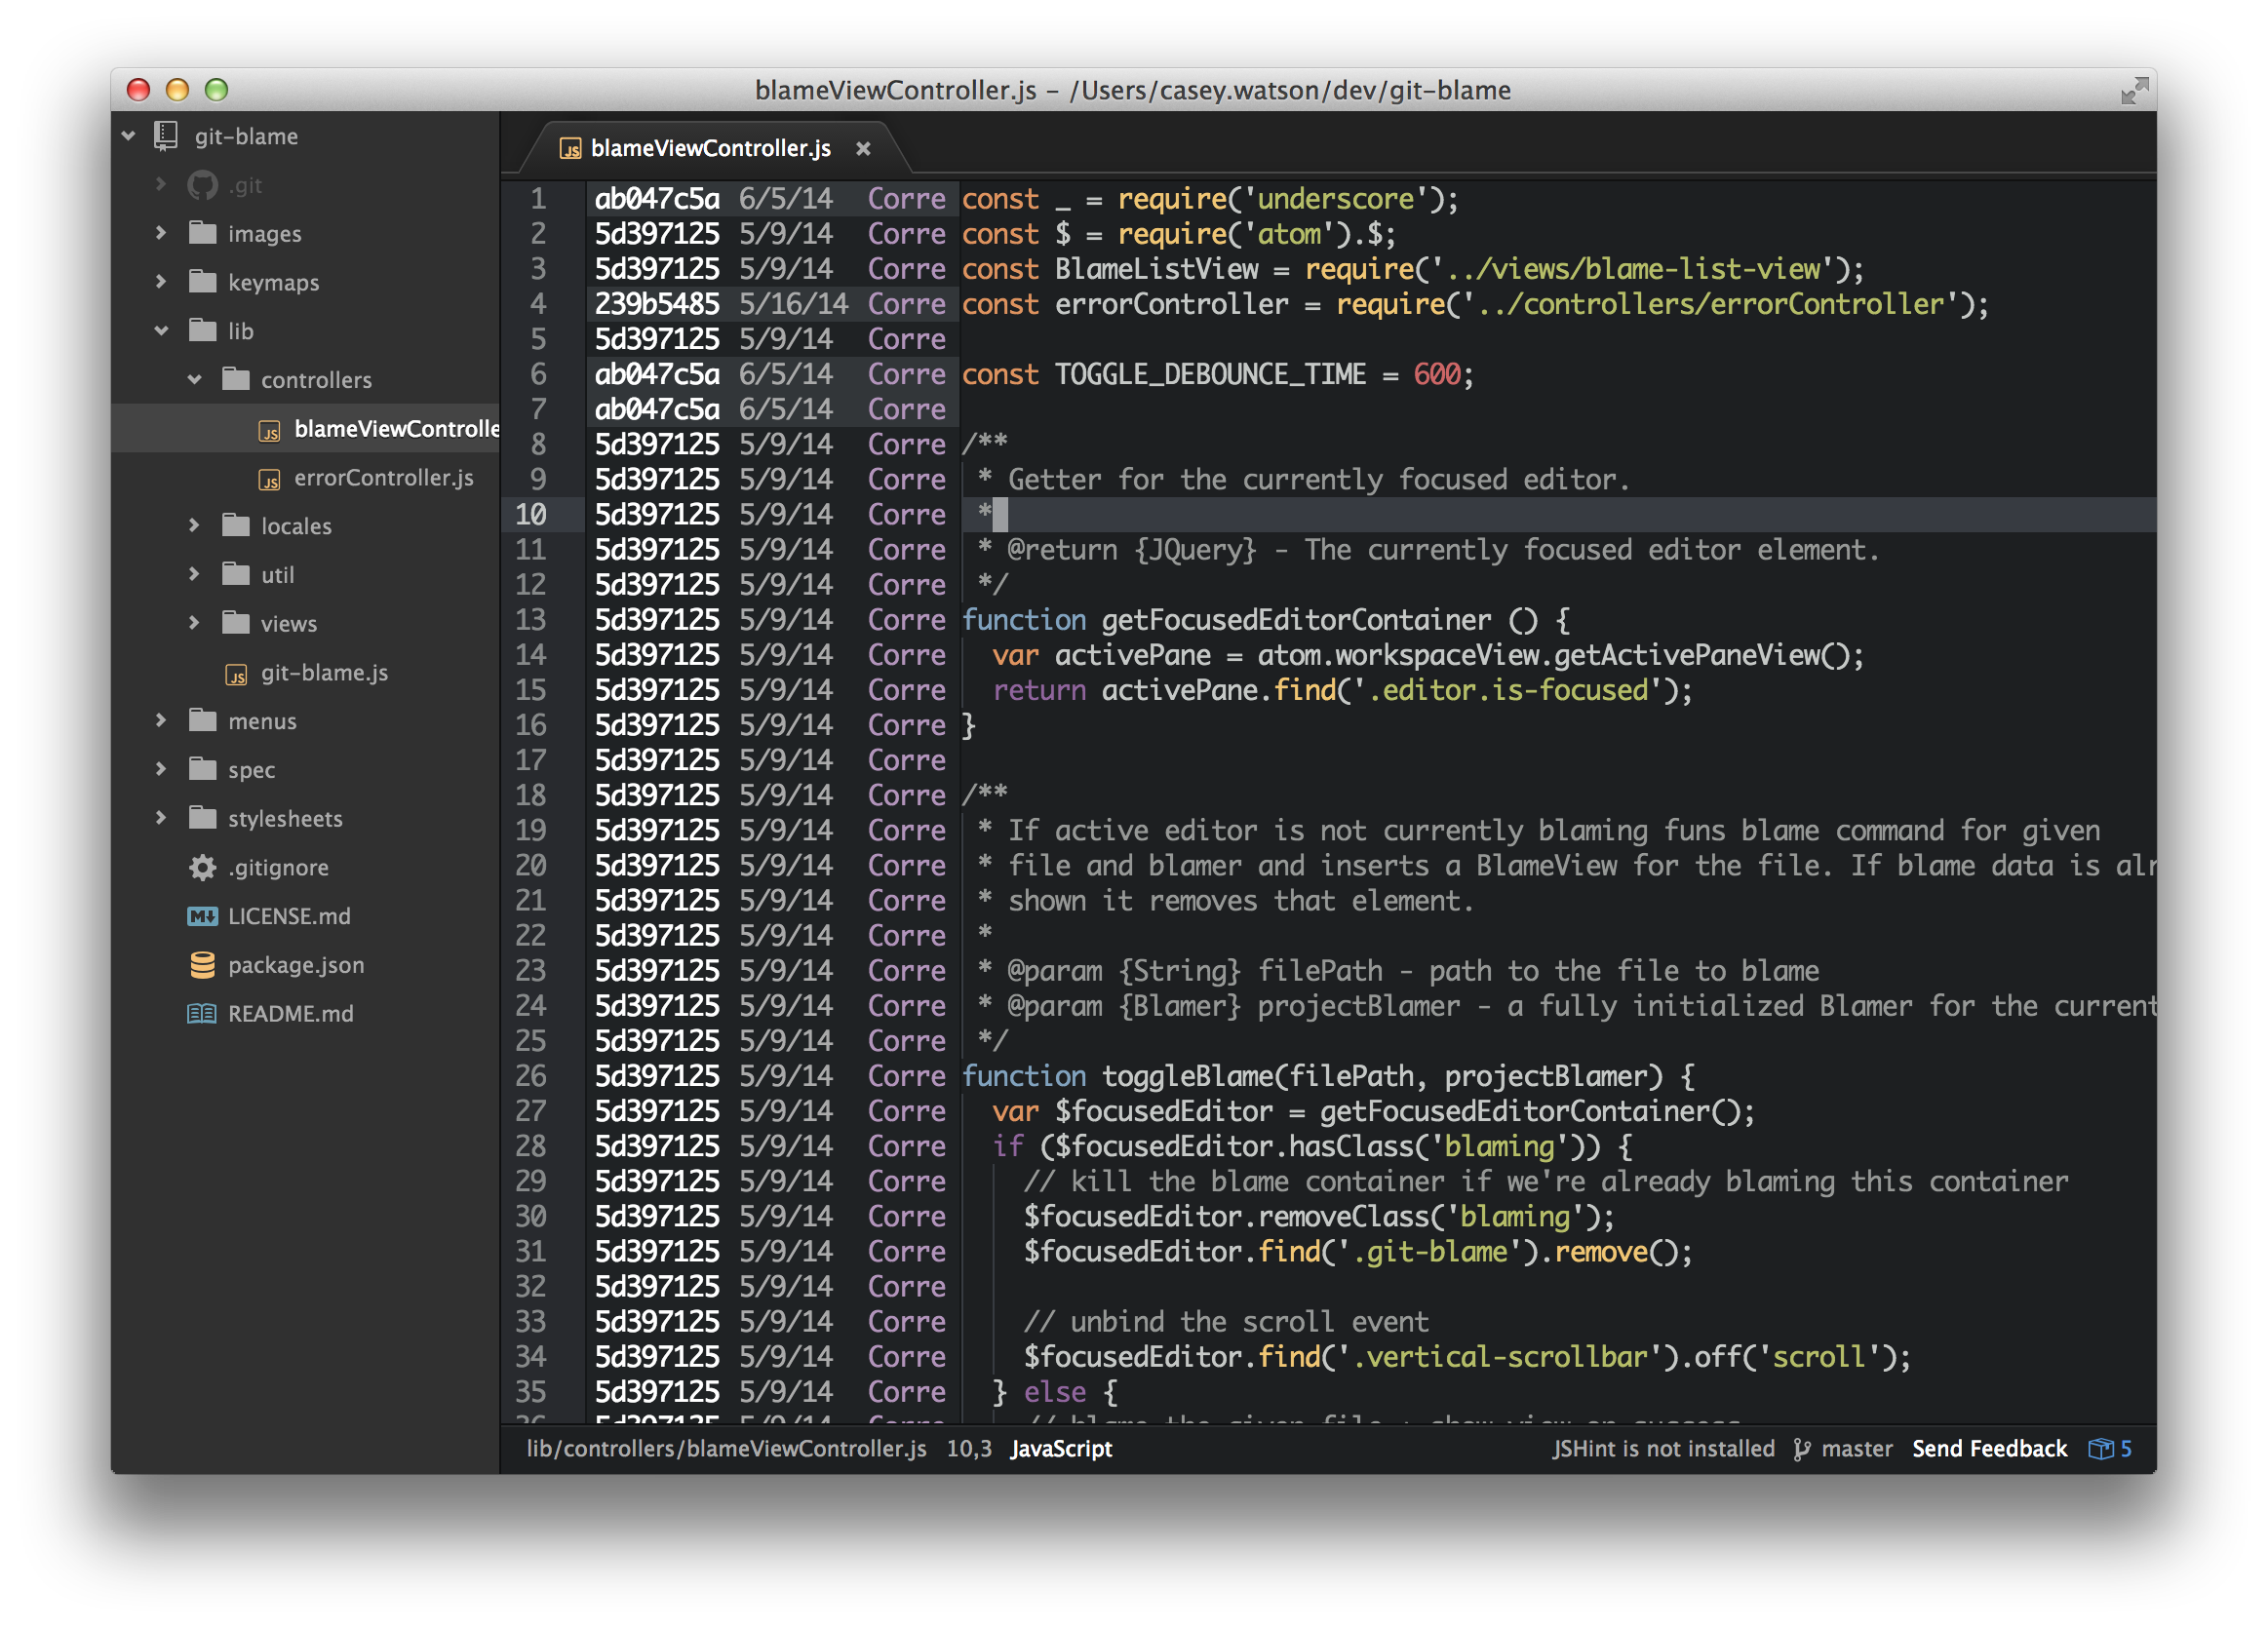 blameViewController.js – /Users/casey.watson/dev/git-blame
git-blame
.git
images
keymaps
lib
controllers
blameViewControlle
errorController.js
locales
util
views
git-blame.js
menus
spec
stylesheets
.gitignore
LICENSE.md
package.json
README.md
blameViewController.js
1 ab047c5a 6/5/14 Corre const _ = require('underscore');
2 5d397125 5/9/14 Corre const $ = require('atom').$;
3 5d397125 5/9/14 Corre const BlameListView = require('../views/blame-list-view');
4 239b5485 5/16/14 Corre const errorController = require('../controllers/errorController');
5 5d397125 5/9/14 Corre
6 ab047c5a 6/5/14 Corre const TOGGLE_DEBOUNCE_TIME = 600;
7 ab047c5a 6/5/14 Corre
8 5d397125 5/9/14 Corre /**
9 5d397125 5/9/14 Corre * Getter for the currently focused editor.
10 5d397125 5/9/14 Corre *
11 5d397125 5/9/14 Corre * @return {JQuery} - The currently focused editor element.
12 5d397125 5/9/14 Corre */
13 5d397125 5/9/14 Corre function getFocusedEditorContainer () {
14 5d397125 5/9/14 Corre var activePane = atom.workspaceView.getActivePaneView();
15 5d397125 5/9/14 Corre return activePane.find('.editor.is-focused');
16 5d397125 5/9/14 Corre }
17 5d397125 5/9/14 Corre
18 5d397125 5/9/14 Corre /**
19 5d397125 5/9/14 Corre * If active editor is not currently blaming funs blame command for given
20 5d397125 5/9/14 Corre * file and blamer and inserts a BlameView for the file. If blame data is alr
21 5d397125 5/9/14 Corre * shown it removes that element.
22 5d397125 5/9/14 Corre *
23 5d397125 5/9/14 Corre * @param {String} filePath - path to the file to blame
24 5d397125 5/9/14 Corre * @param {Blamer} projectBlamer - a fully initialized Blamer for the current
25 5d397125 5/9/14 Corre */
26 5d397125 5/9/14 Corre function toggleBlame(filePath, projectBlamer) {
27 5d397125 5/9/14 Corre var $focusedEditor = getFocusedEditorContainer();
28 5d397125 5/9/14 Corre if ($focusedEditor.hasClass('blaming')) {
29 5d397125 5/9/14 Corre // kill the blame container if we're already blaming this container
30 5d397125 5/9/14 Corre $focusedEditor.removeClass('blaming');
31 5d397125 5/9/14 Corre $focusedEditor.find('.git-blame').remove();
32 5d397125 5/9/14 Corre
33 5d397125 5/9/14 Corre // unbind the scroll event
34 5d397125 5/9/14 Corre $focusedEditor.find('.vertical-scrollbar').off('scroll');
35 5d397125 5/9/14 Corre } else {
lib/controllers/blameViewController.js 10,3 JavaScript JSHint is not installed master Send Feedback 5